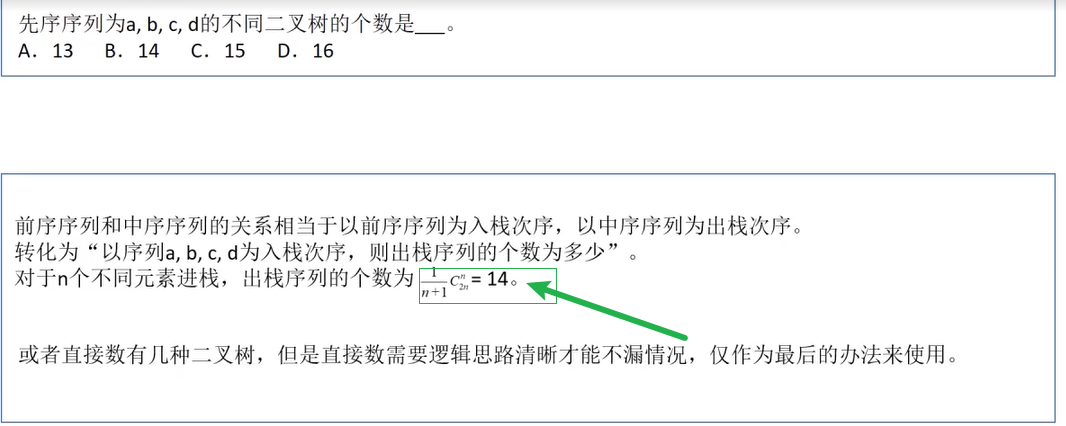 先序序列为a, b, c, d的不同二叉树的个数是___。
A. 13 B. 14 C. 15 D. 16
前序序列和中序序列的关系相当于以前序序列为入栈次序，以中序序列为出栈次序。
转化为“以序列a, b, c, d为入栈次序，则出栈序列的个数为多少”。
对于n个不同元素进栈，出栈序列的个数为 \frac{1}{n+1}C_{2n}^{n} = 14。
或者直接数有几种二叉树，但是直接数需要逻辑思路清晰才能不漏情况，仅作为最后的办法来使用。